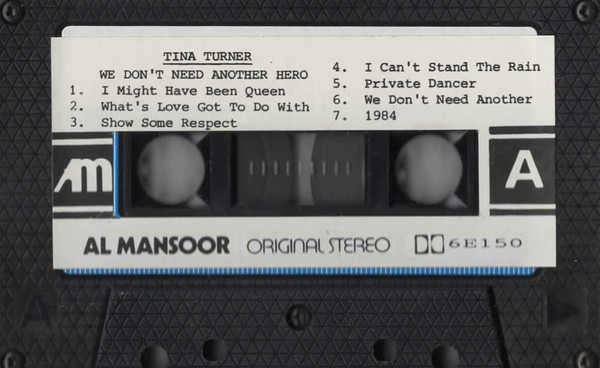 TINA TURNER
WE DON'T NEED ANOTHER HERO
1. I Might Have Been Queen
2. What's Love Got To Do With
3. Show Some Respect
4. I Can't Stand The Rain
5. Private Dancer
6. We Don't Need Another
7. 1984
AM
A
AL MANSOOR ORIGINAL STEREO 6E150
A